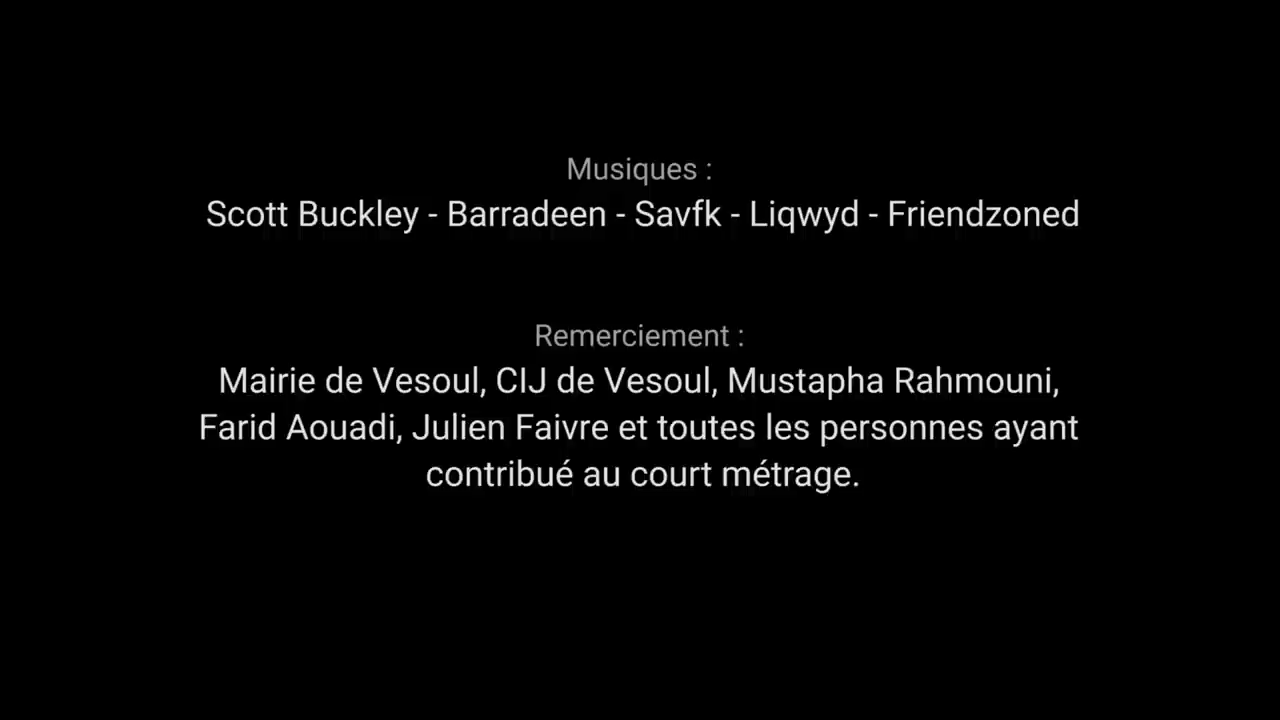 Musiques :
Scott Buckley - Barradeen - Savfk - Liqwyd - Friendzoned
Remerciement :
Mairie de Vesoul, CIJ de Vesoul, Mustapha Rahmouni,
Farid Aouadi, Julien Faivre et toutes les personnes ayant
contribué au court métrage.